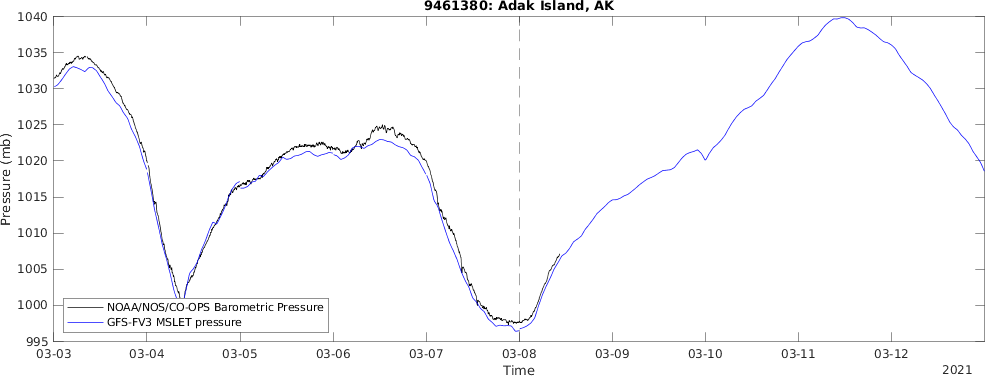 9461380: Adak Island, AK
1040
1035
1030
1025
1020
1015
1010
1005
1000
995
Pressure (mb)
NOAA/NOS/CO-OPS Barometric Pressure
GFS-FV3 MSLET pressure
03-03 03-04 03-05 03-06 03-07 03-08 03-09 03-10 03-11 03-12
Time
2021